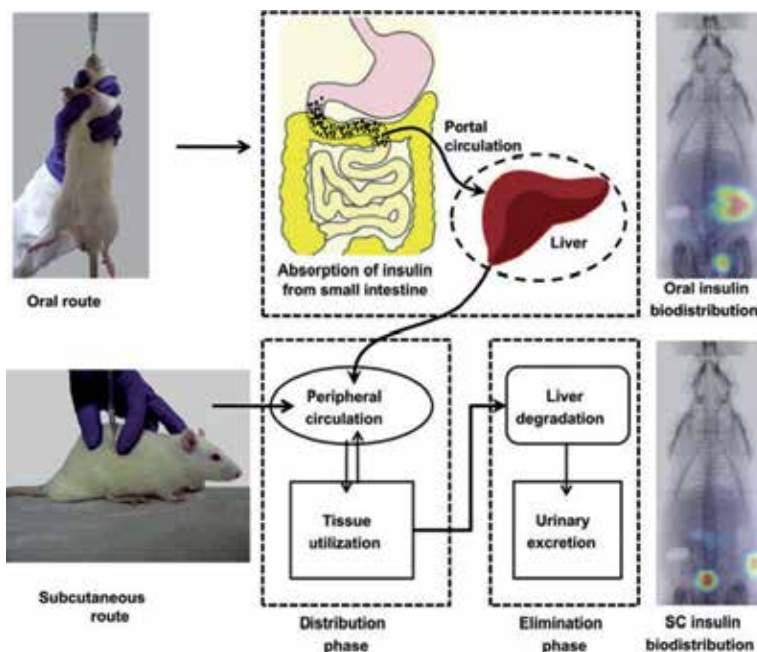 Portal
circulation
Liver
Absorption of insulin
from small intestine
Oral route
Oral insulin
biodistribution
Peripheral
circulation
Tissue
utilization
Liver
degradation
Urinary
excretion
Subcutaneous
route
Distribution
phase
Elimination
phase
SC insulin
biodistribution